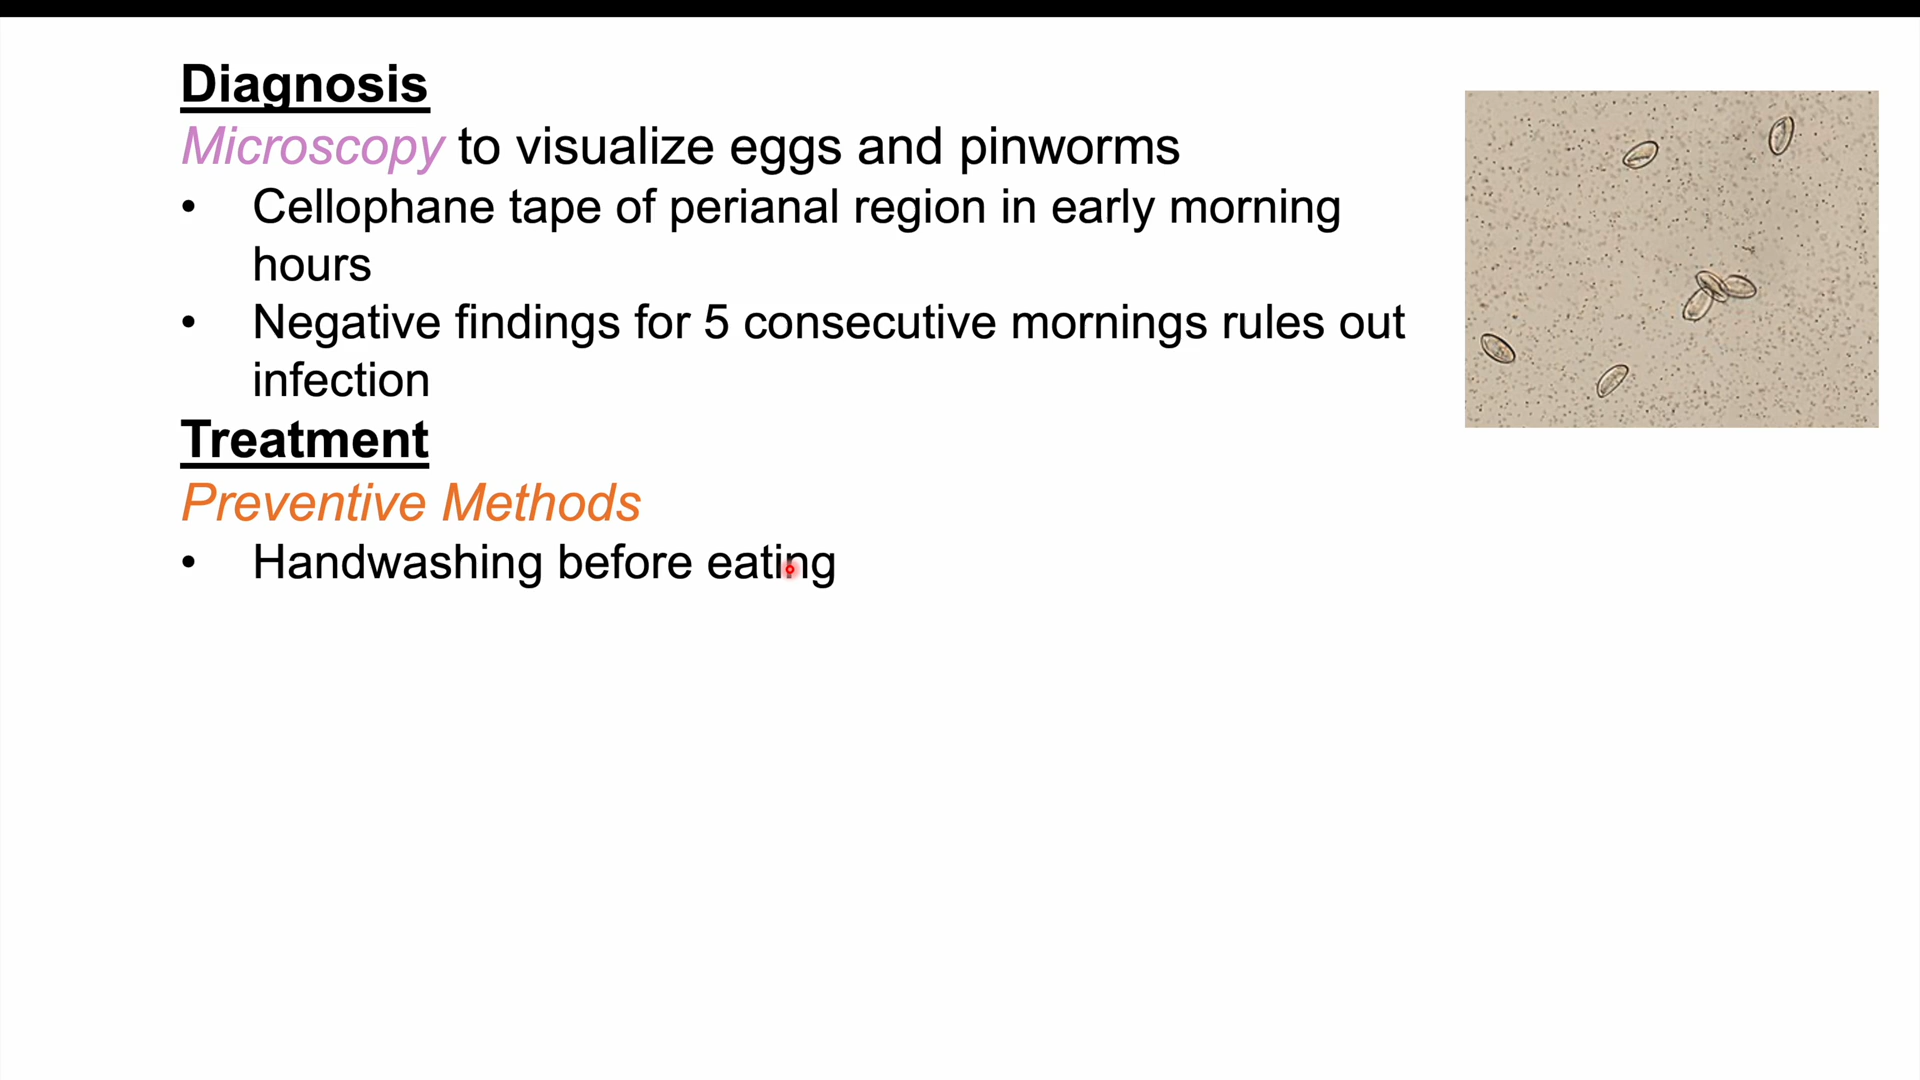 Diagnosis
Microscopy to visualize eggs and pinworms
• Cellophane tape of perianal region in early morning
hours
• Negative findings for 5 consecutive mornings rules out
infection
Treatment
Preventive Methods
• Handwashing before eating